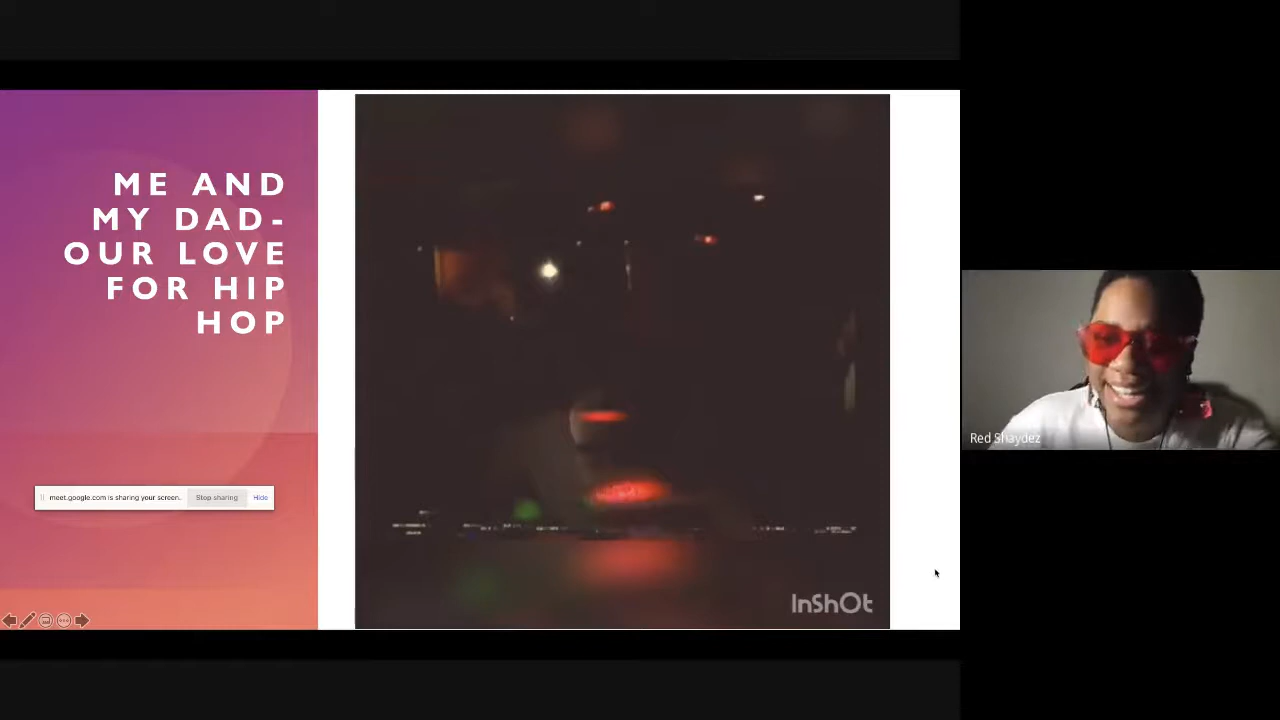 ME AND
MY DAD-
OUR LOVE
FOR HIP
HOP
meet.google.com is sharing your screen.
Stop sharing
Hide
InShOt
Red Shaydez